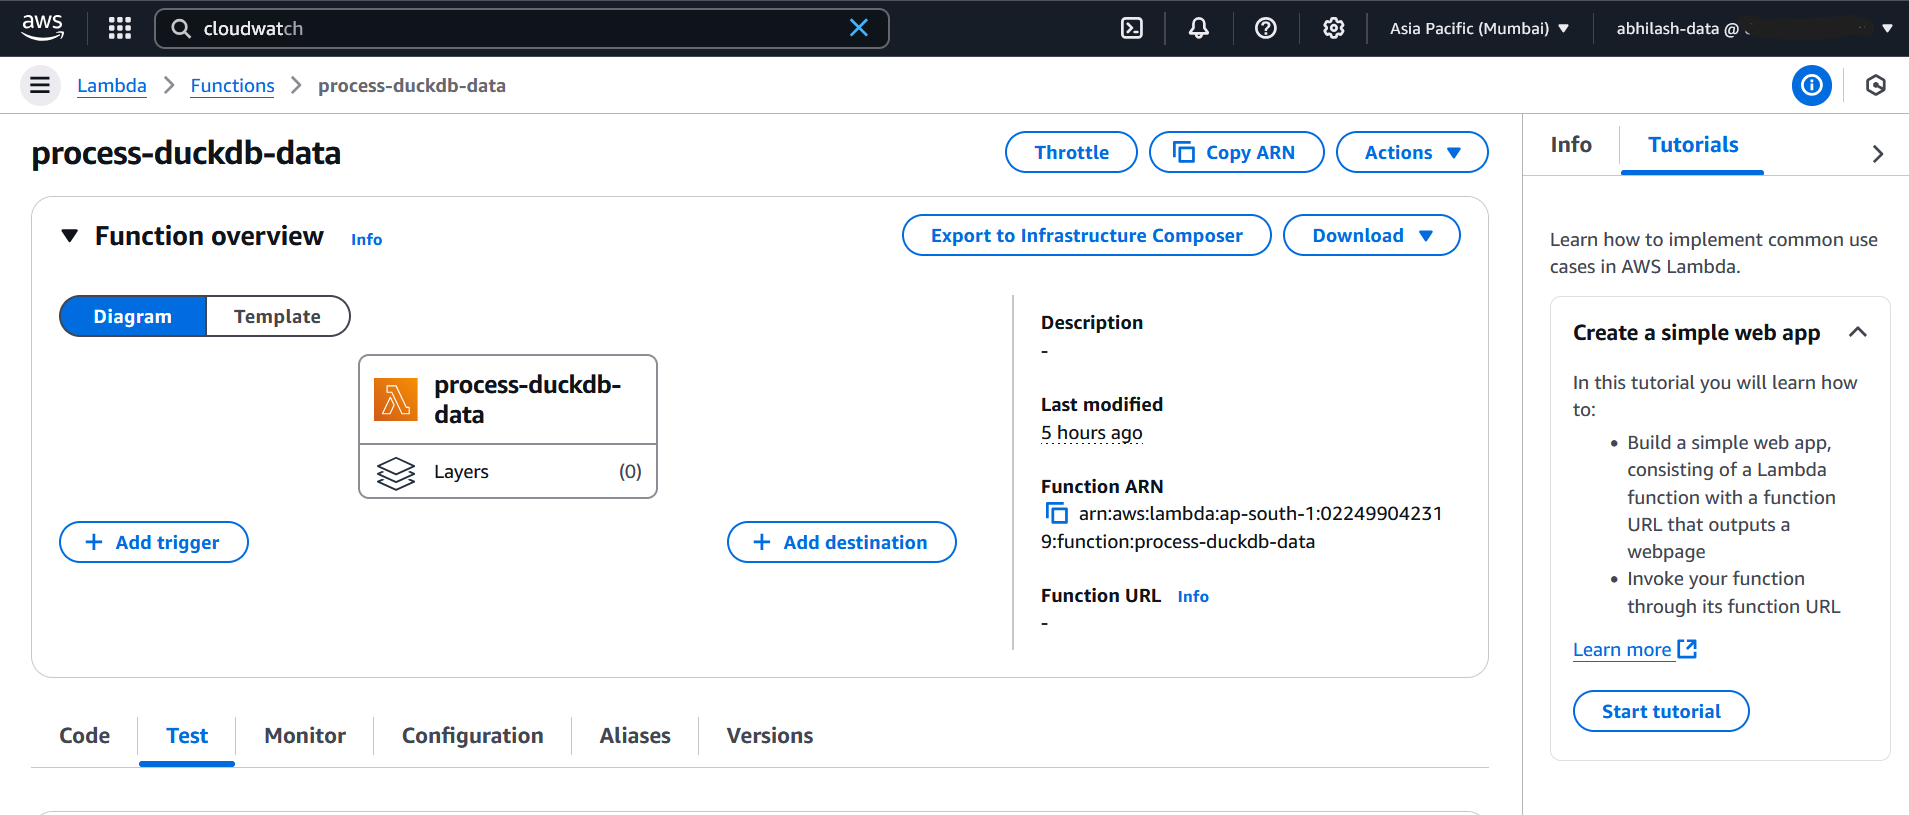 aws
cloudwatch
Asia Pacific (Mumbai)
abhilash-data @
Lambda
Functions
process-duckdb-data
process-duckdb-data
Throttle
Copy ARN
Actions
Info
Tutorials
Function overview
Info
Export to Infrastructure Composer
Download
Diagram
Template
process-duckdb-
data
Layers
(0)
Add trigger
Add destination
Description
-
Last modified
5 hours ago
Function ARN
arn:aws:lambda:ap-south-1:02249904231
9:function:process-duckdb-data
Function URL
Info
-
Learn how to implement common use
cases in AWS Lambda.
Create a simple web app
In this tutorial you will learn how
to:
• Build a simple web app,
consisting of a Lambda
function with a function
URL that outputs a
webpage
• Invoke your function
through its function URL
Learn more
Start tutorial
Code
Test
Monitor
Configuration
Aliases
Versions